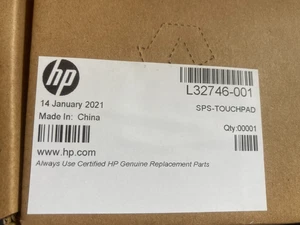 hp
L32746-001
14 January 2021
SPS-TOUCHPAD
Made In: China
Qty:00001
www.hp.com
Always Use Certified HP Genuine Replacement Parts